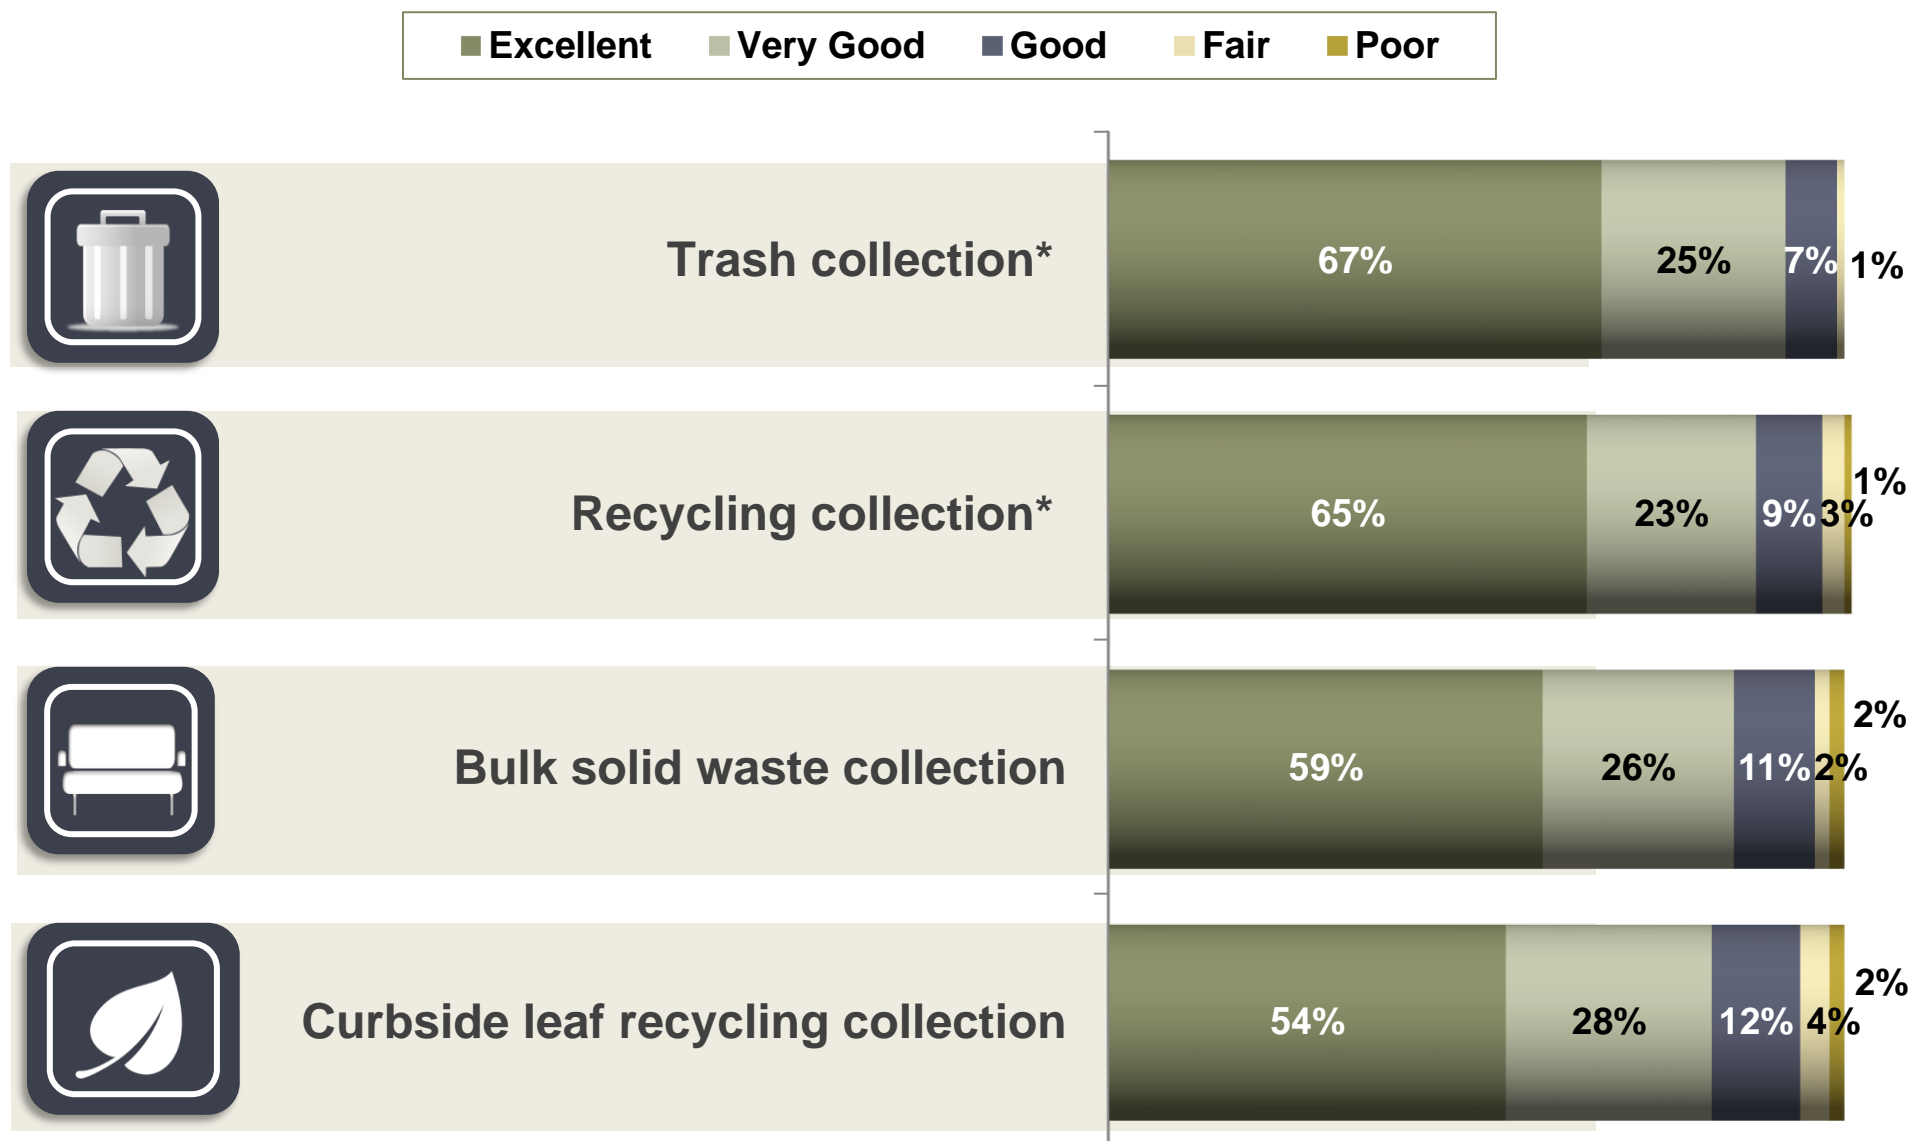 Excellent Very Good Good Fair Poor
Trash collection* 67% 25% 7% 1%
Recycling collection* 65% 23% 9% 3% 1%
Bulk solid waste collection 59% 26% 11% 2% 2%
Curbside leaf recycling collection 54% 28% 12% 4% 2%